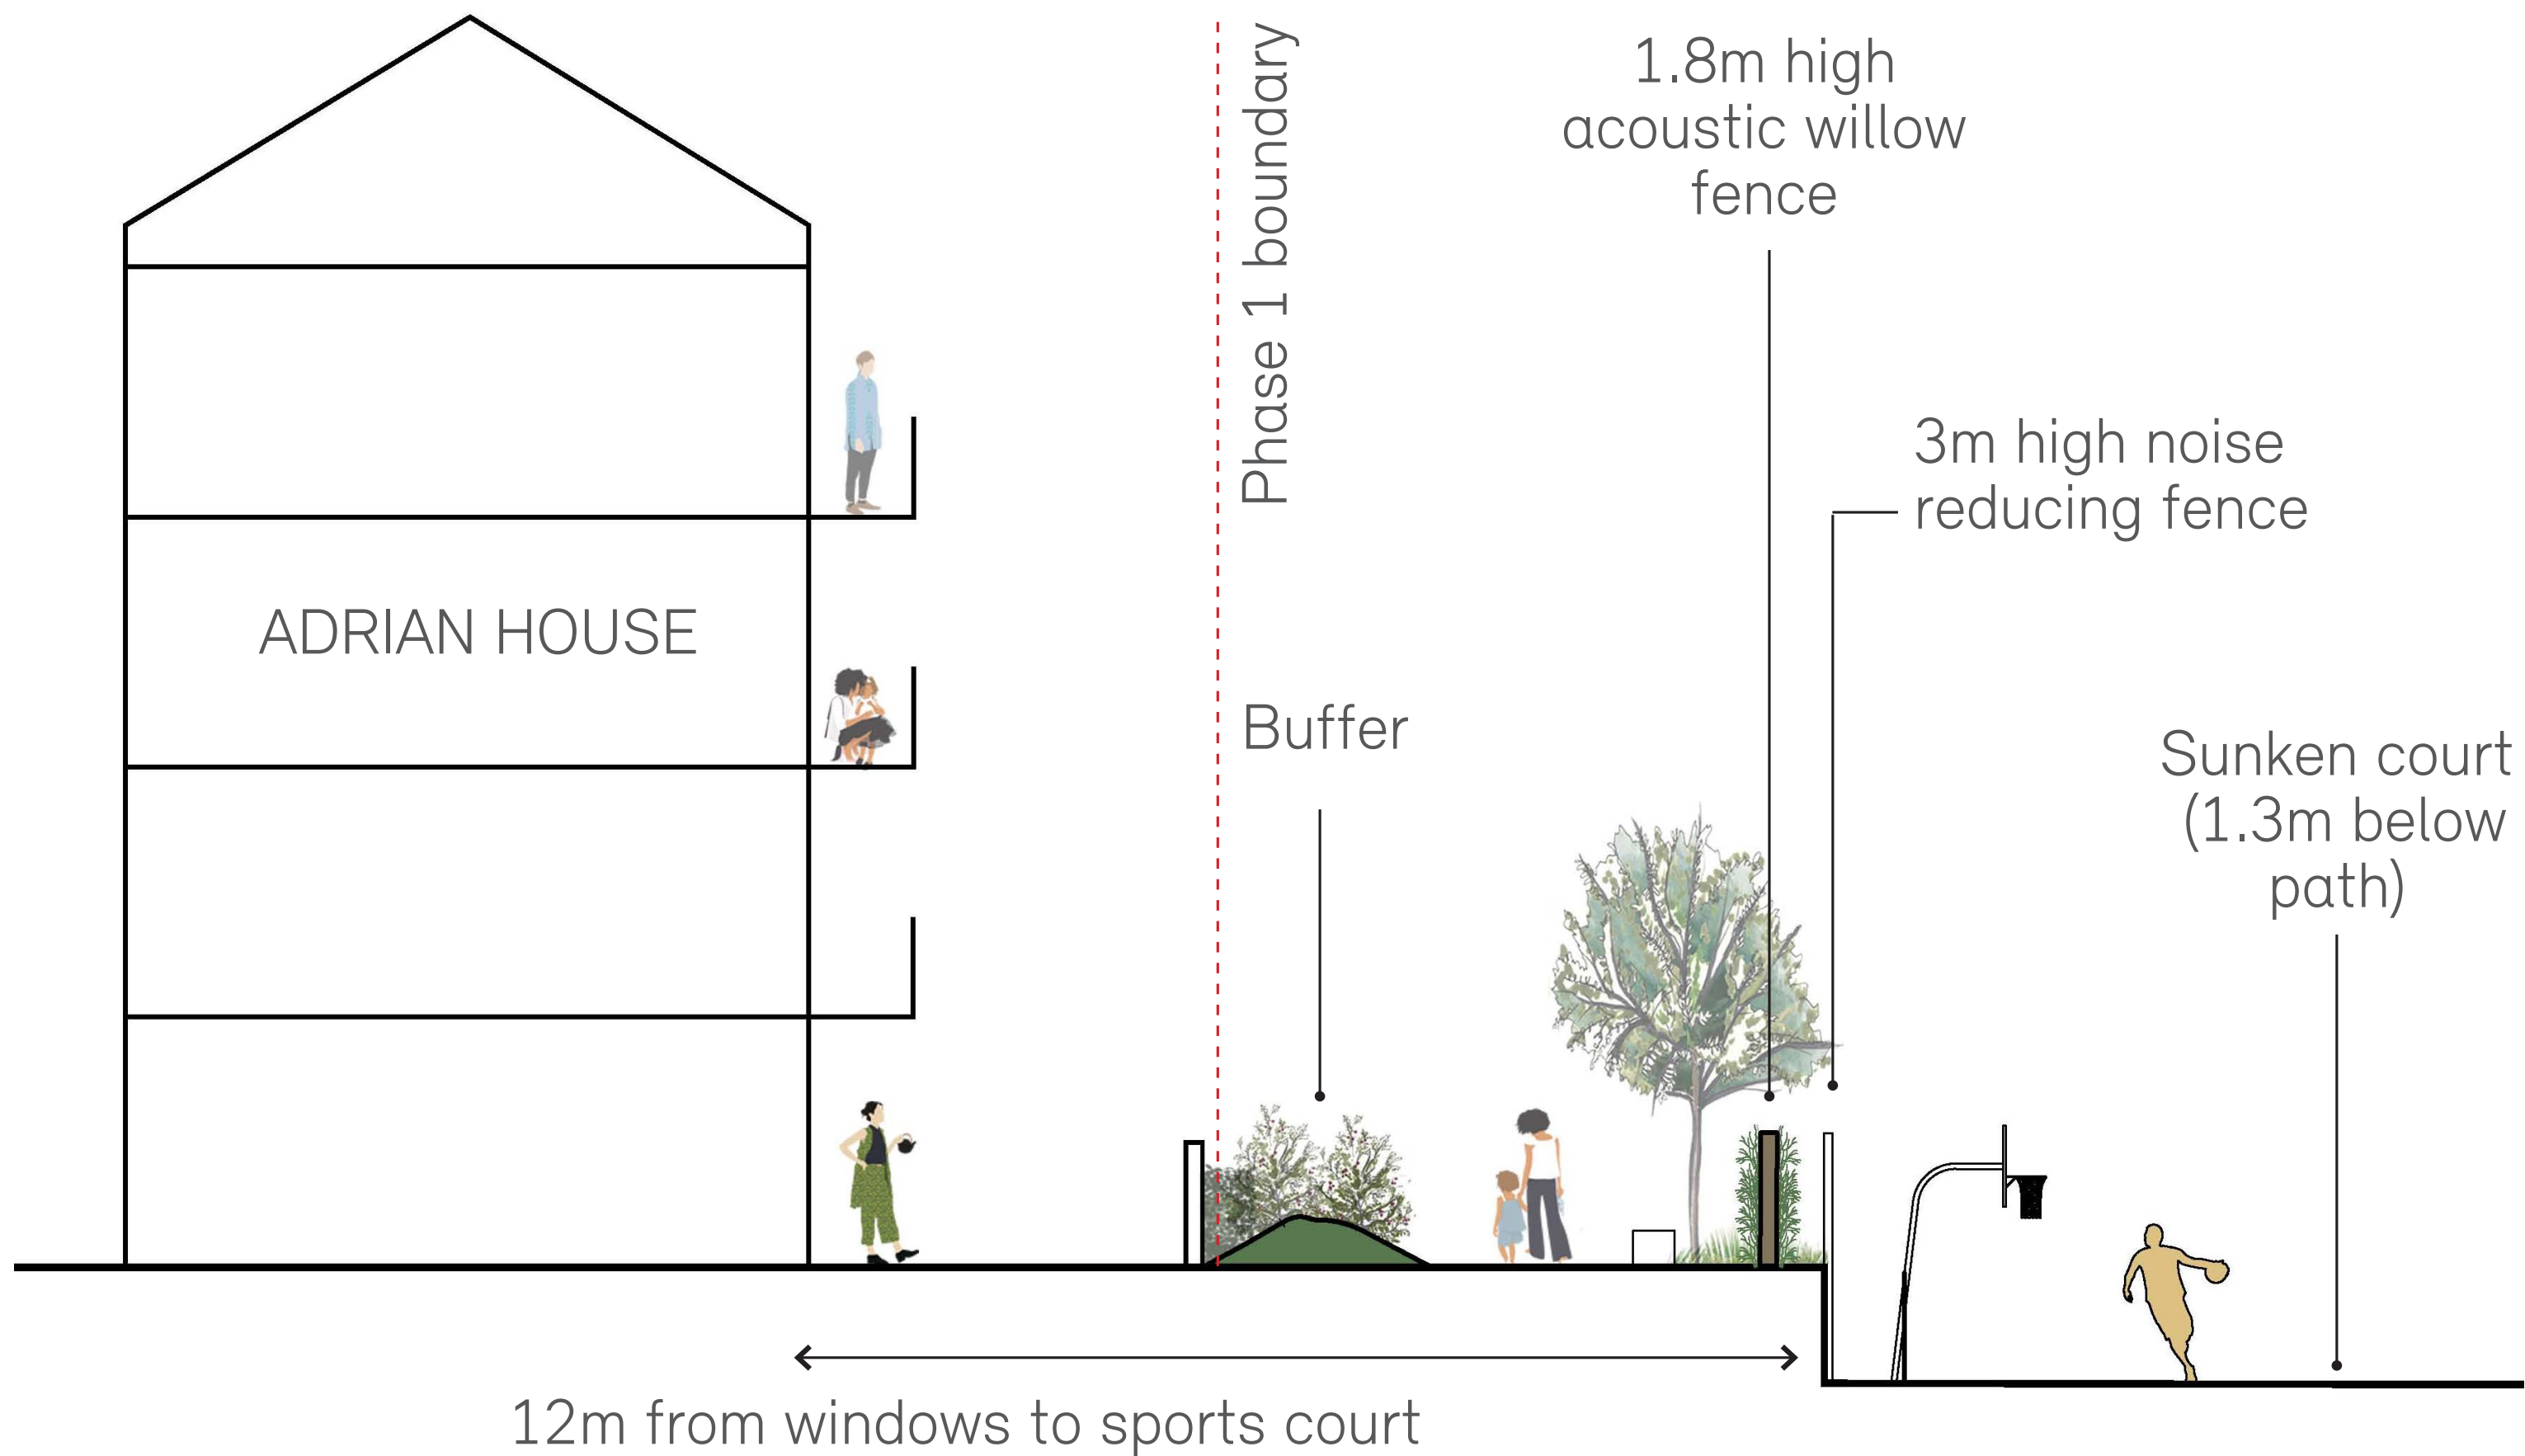 Phase 1 boundary
1.8m high
acoustic willow
fence
3m high noise
reducing fence
ADRIAN HOUSE
Buffer
Sunken court
(1.3m below
path)
12m from windows to sports court